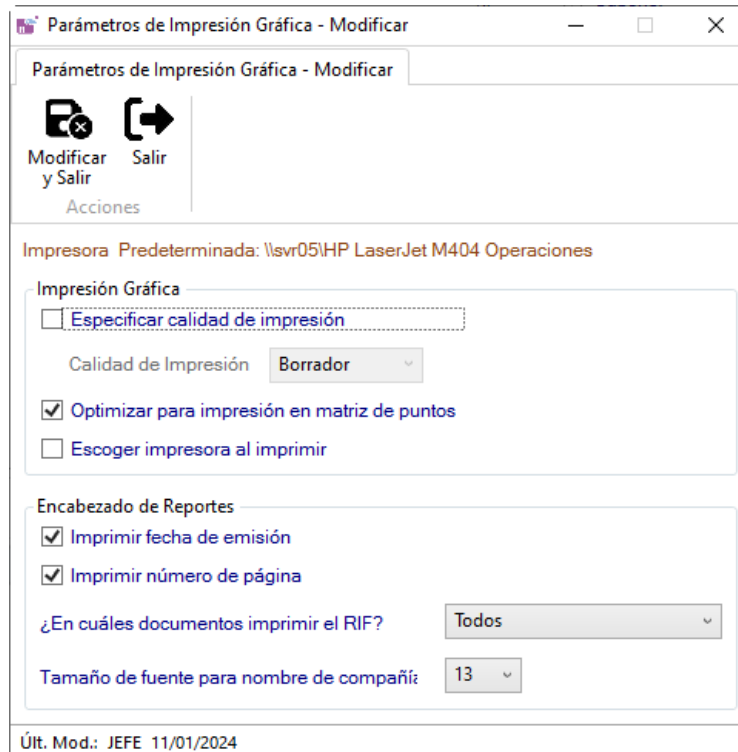 Parámetros de Impresión Gráfica - Modificar
Parámetros de Impresión Gráfica - Modificar
Modificar y Salir
Salir
Acciones
Impresora Predeterminada: \\svr05\HP LaserJet M404 Operaciones
Impresión Gráfica
Especificar calidad de impresión
Calidad de Impresión Borrador
Optimizar para impresión en matriz de puntos
Escoger impresora al imprimir
Encabezado de Reportes
Imprimir fecha de emisión
Imprimir número de página
¿En cuáles documentos imprimir el RIF? Todos
Tamaño de fuente para nombre de compañía 13
Últ. Mod.: JEFE 11/01/2024